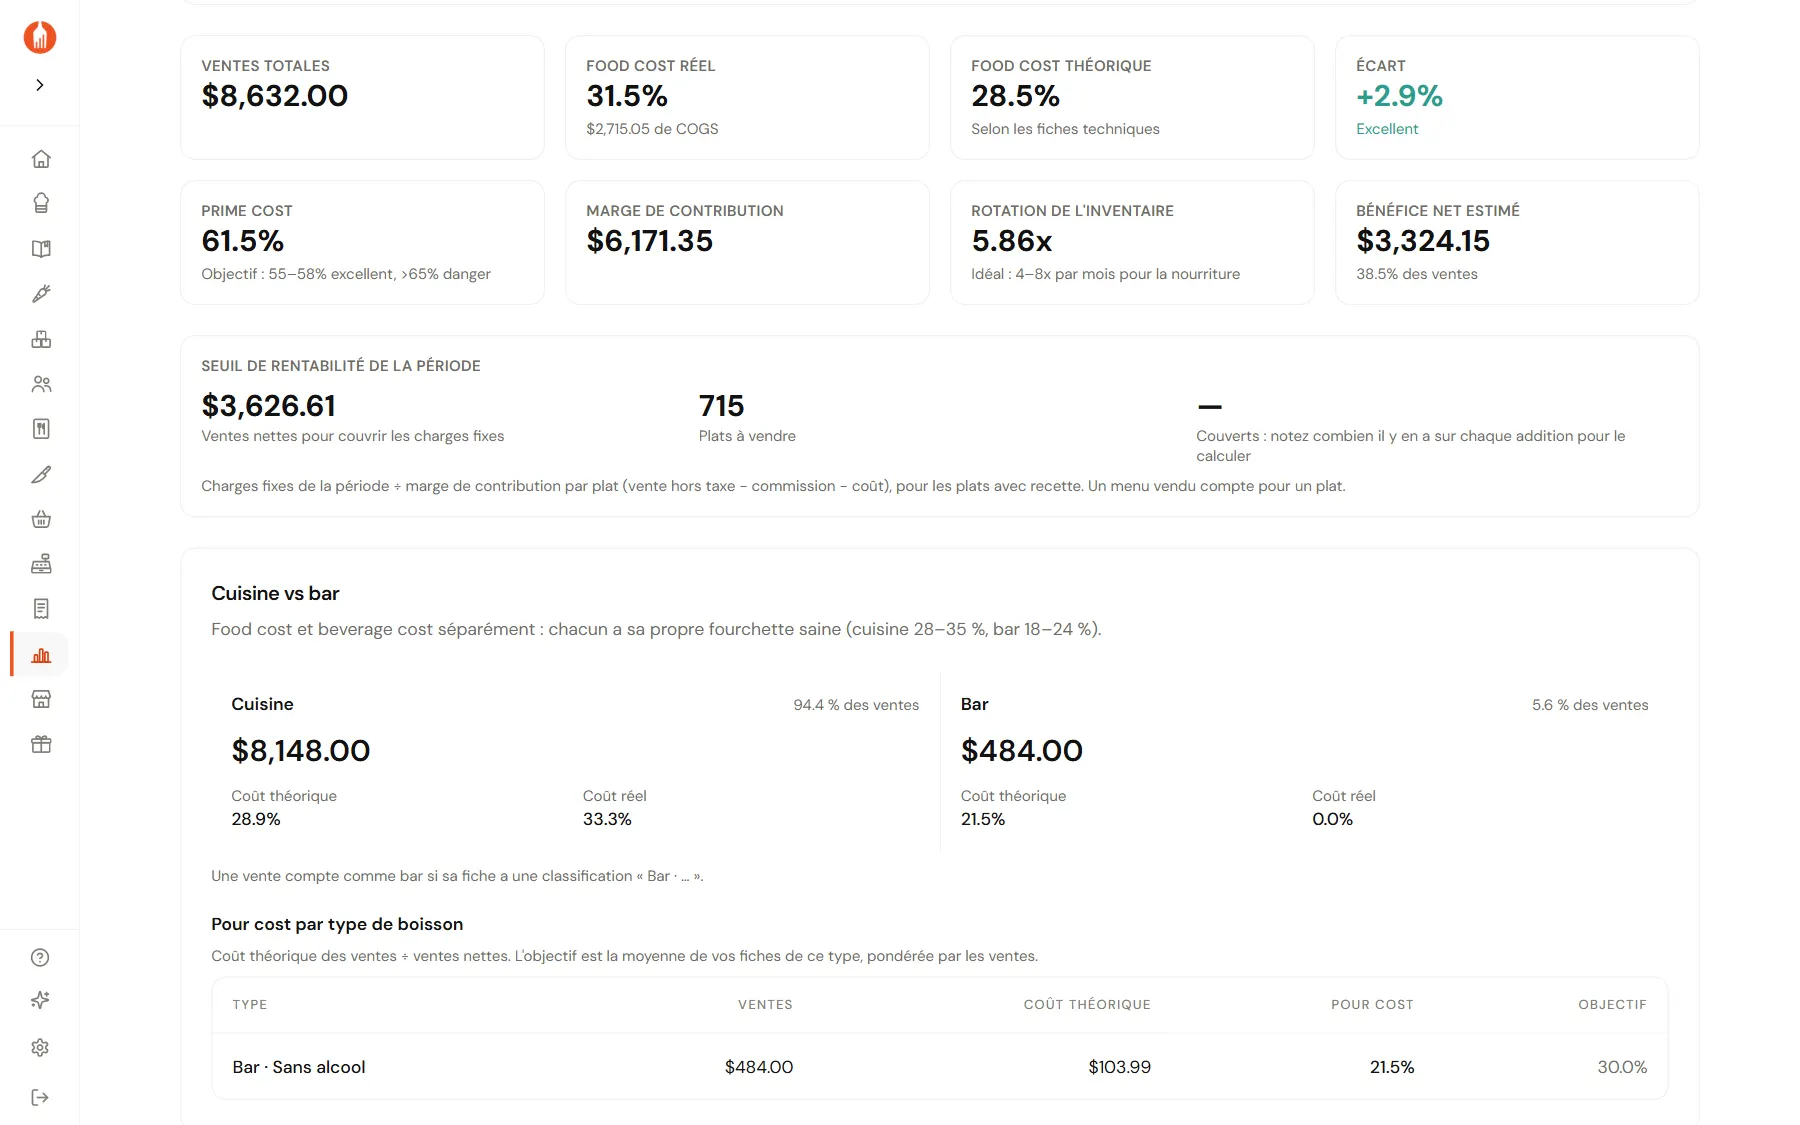 VENTES TOTALES
$8,632.00
FOOD COST RÉEL
31.5%
$2,715.05 de COGS
FOOD COST THÉORIQUE
28.5%
Selon les fiches techniques
ÉCART
+2.9%
Excellent
PRIME COST
61.5%
Objectif : 55–58% excellent, >65% danger
MARGE DE CONTRIBUTION
$6,171.35
ROTATION DE L'INVENTAIRE
5.86x
Idéal : 4–8x par mois pour la nourriture
BÉNÉFICE NET ESTIMÉ
$3,324.15
38.5% des ventes
SEUIL DE RENTABILITÉ DE LA PÉRIODE
$3,626.61
Ventes nettes pour couvrir les charges fixes
715
Plats à vendre
—
Couverts : notez combien il y en a sur chaque addition pour le
calculer
Charges fixes de la période ÷ marge de contribution par plat (vente hors taxe − commission − coût), pour les plats avec recette. Un menu vendu compte pour un plat.
Cuisine vs bar
Food cost et beverage cost séparément : chacun a sa propre fourchette saine (cuisine 28–35 %, bar 18–24 %).
Cuisine
94.4 % des ventes
$8,148.00
Coût théorique
28.9%
Coût réel
33.3%
Bar
5.6 % des ventes
$484.00
Coût théorique
21.5%
Coût réel
0.0%
Une vente compte comme bar si sa fiche a une classification « Bar · … ».
Pour cost par type de boisson
Coût théorique des ventes ÷ ventes nettes. L'objectif est la moyenne de vos fiches de ce type, pondérée par les ventes.
TYPE VENTES COÛT THÉORIQUE POUR COST OBJECTIF
Bar · Sans alcool $484.00 $103.99 21.5% 30.0%